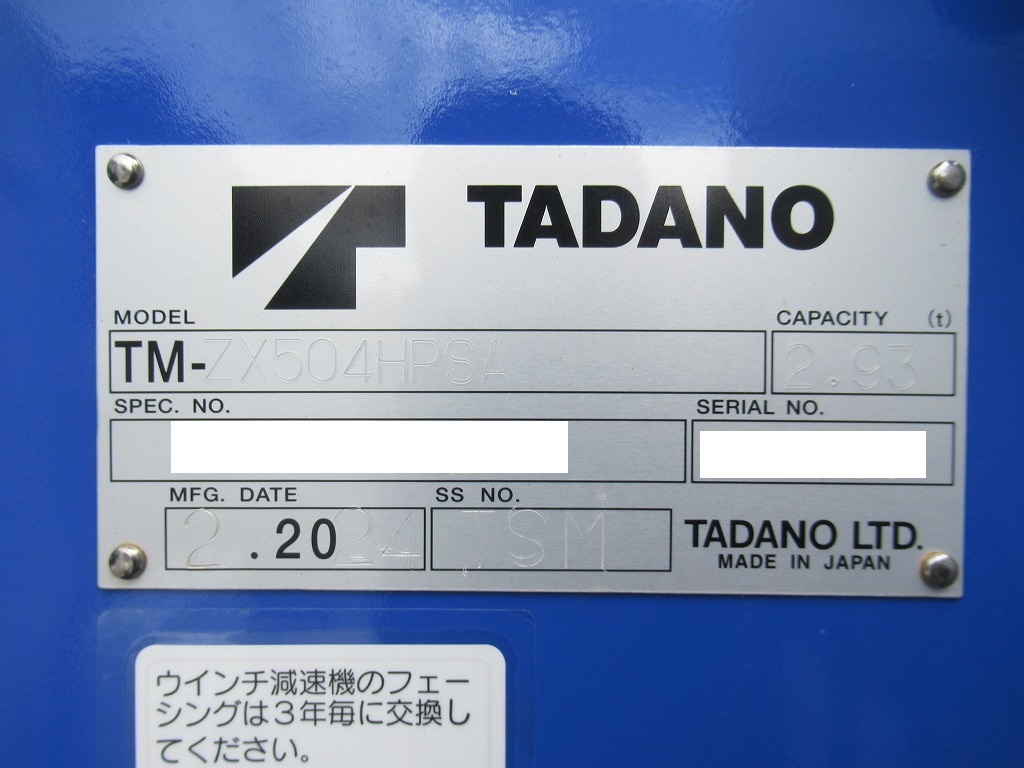 TADANO
MODEL
CAPACITY (t)
TM-ZX504HRSA
2.93
SPEC. NO.
SERIAL NO.
MFG. DATE
SS NO.
2 .2024
TSM
TADANO LTD.
MADE IN JAPAN
ウインチ減速機のフェー
シングは3年毎に交換し
てください。